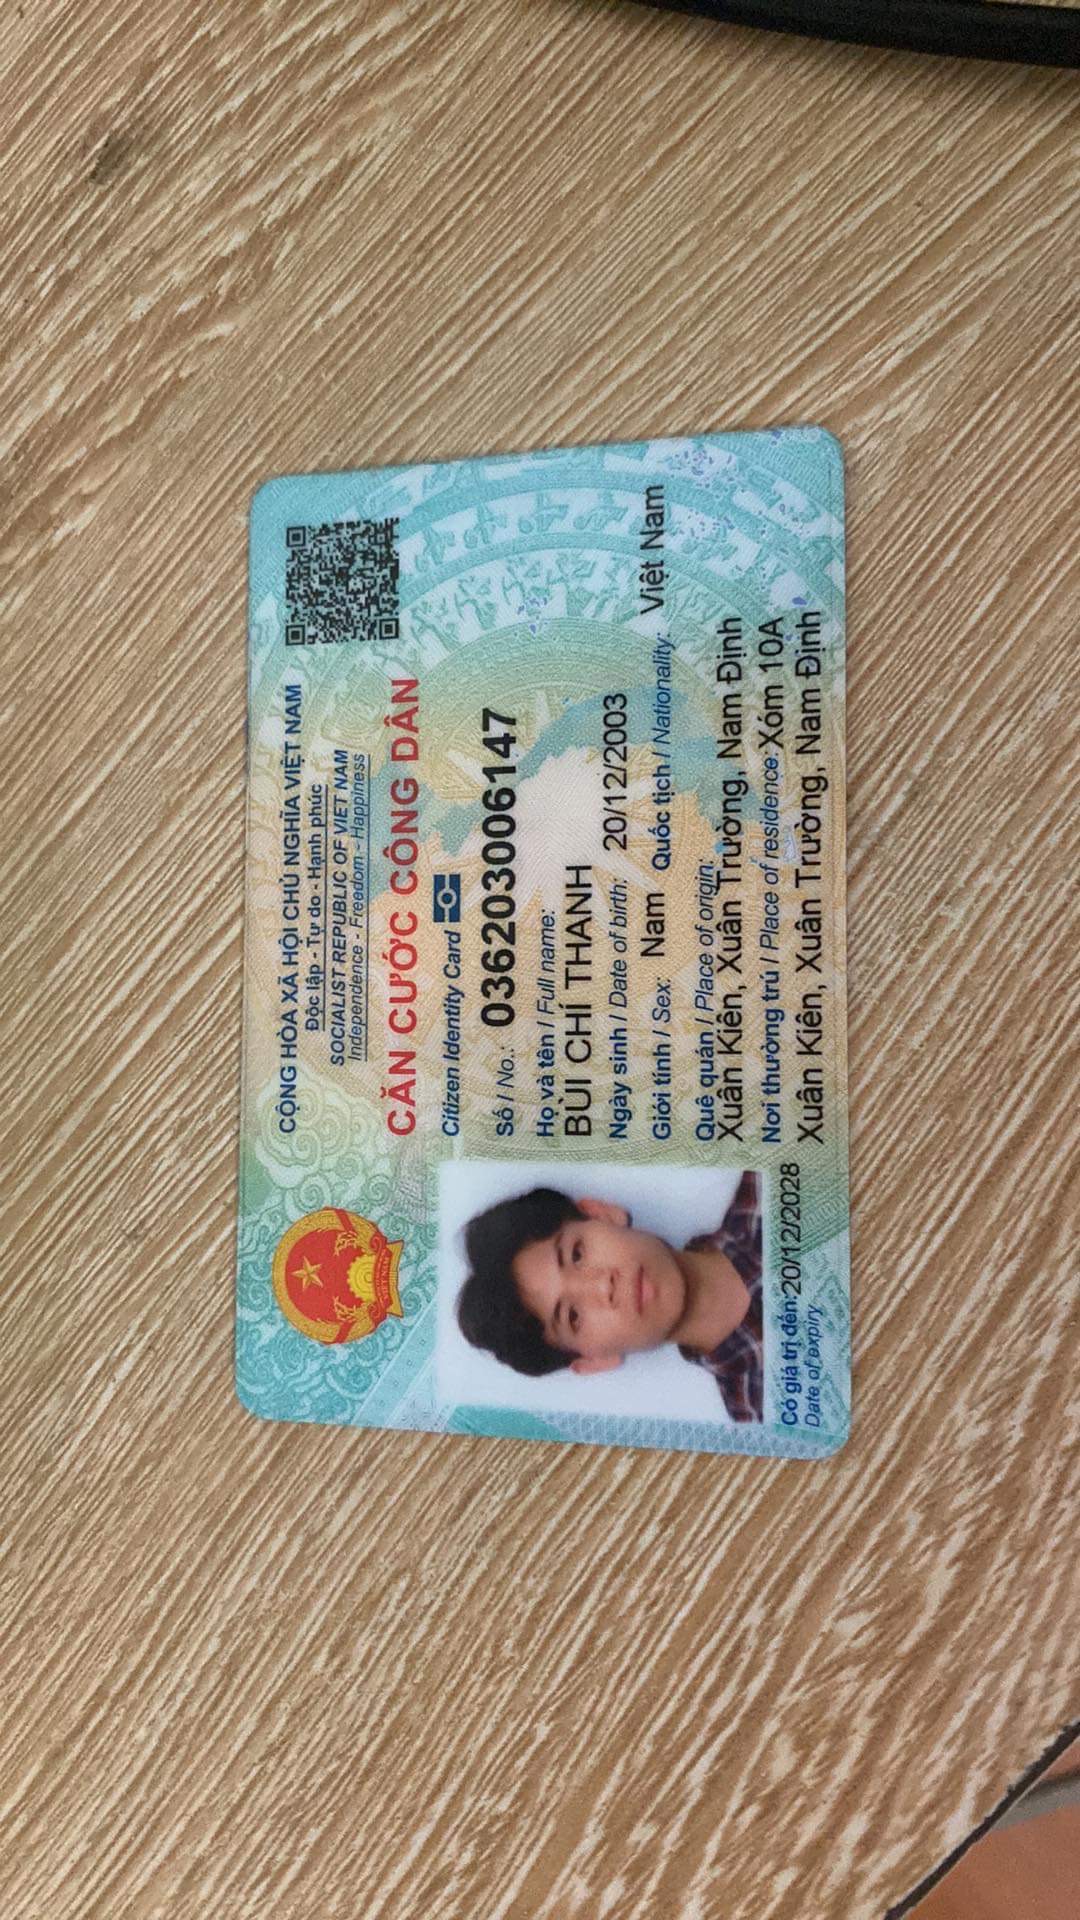 CỘNG HÒA XÃ HỘI CHỦ NGHĨA VIỆT NAM
Độc lập - Tự do - Hạnh phúc
SOCIALIST REPUBLIC OF VIET NAM
Independence - Freedom - Happiness
CĂN CƯỚC CÔNG DÂN
Citizen Identity Card
Số / No.: 036203006147
Họ và tên / Full name:
BÙI CHÍ THANH
Ngày sinh / Date of birth: 20/12/2003
Giới tính / Sex: Nam Quốc tịch / Nationality: Việt Nam
Quê quán / Place of origin:
Xuân Kiên, Xuân Trường, Nam Định
Nơi thường trú / Place of residence: Xóm 10A
Xuân Kiên, Xuân Trường, Nam Định
Có giá trị đến: 20/12/2028
Date of expiry